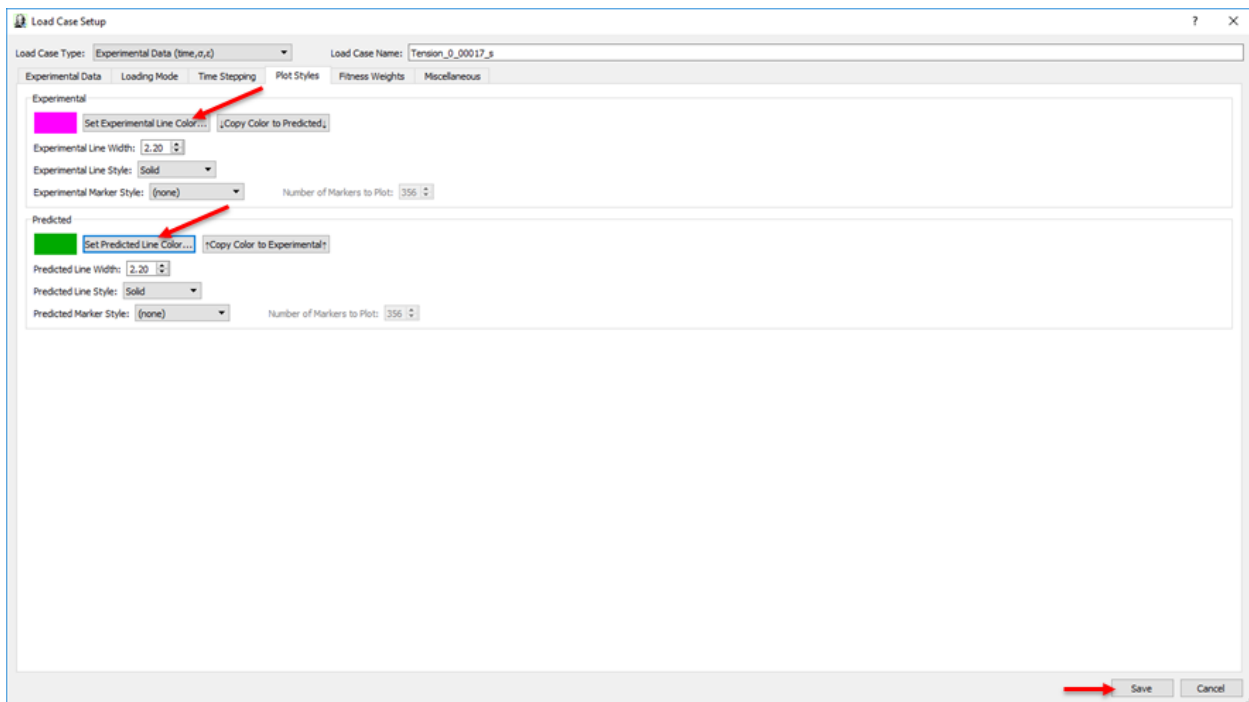 Load Case Setup ? X
Load Case Type: Experimental Data (time,σ,ε) Load Case Name: Tension_0_00017_s
Experimental Data Loading Mode Time Stepping Plot Styles Fitness Weights Miscellaneous
Experimental
Set Experimental Line Color... ↓Copy Color to Predicted↓
Experimental Line Width: 2.20
Experimental Line Style: Solid
Experimental Marker Style: (none) Number of Markers to Plot: 356
Predicted
Set Predicted Line Color... ↑Copy Color to Experimental↑
Predicted Line Width: 2.20
Predicted Line Style: Solid
Predicted Marker Style: (none) Number of Markers to Plot: 356
Save Cancel